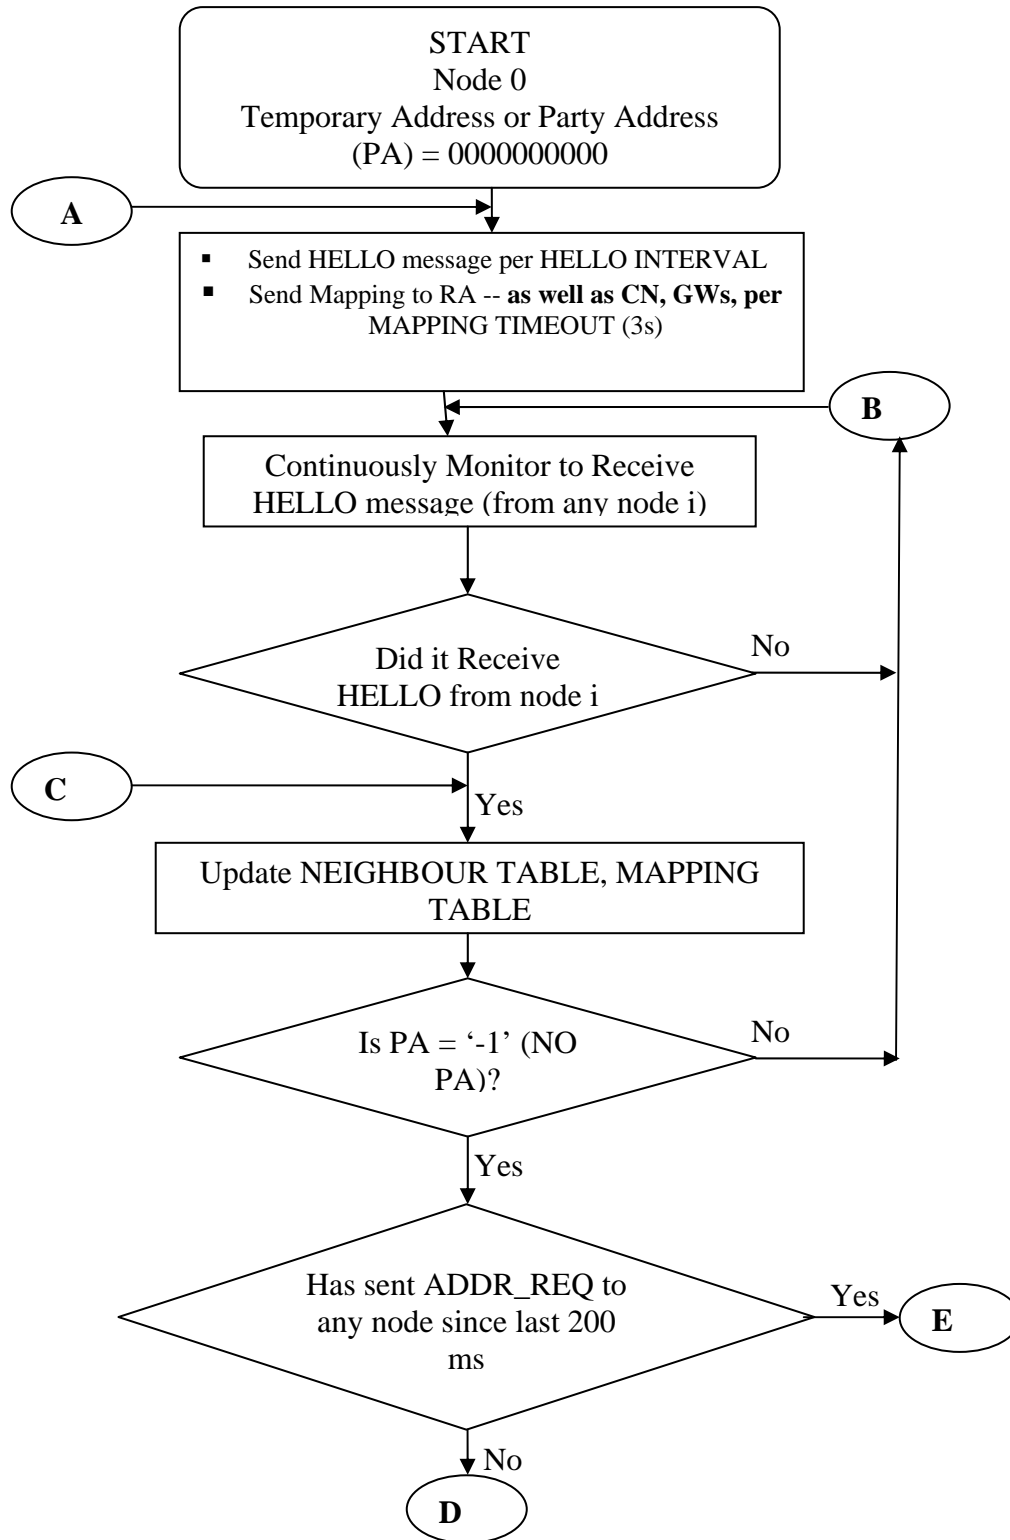 START
Node 0
Temporary Address or Party Address
(PA) = 0000000000
A
▪ Send HELLO message per HELLO INTERVAL
▪ Send Mapping to RA -- as well as CN, GWs, per
MAPPING TIMEOUT (3s)
B
Continuously Monitor to Receive
HELLO message (from any node i)
Did it Receive
HELLO from node i
No
C
Yes
Update NEIGHBOUR TABLE, MAPPING
TABLE
Is PA = ‘-1’ (NO
PA)?
No
Yes
Has sent ADDR_REQ to
any node since last 200
ms
Yes
E
No
D